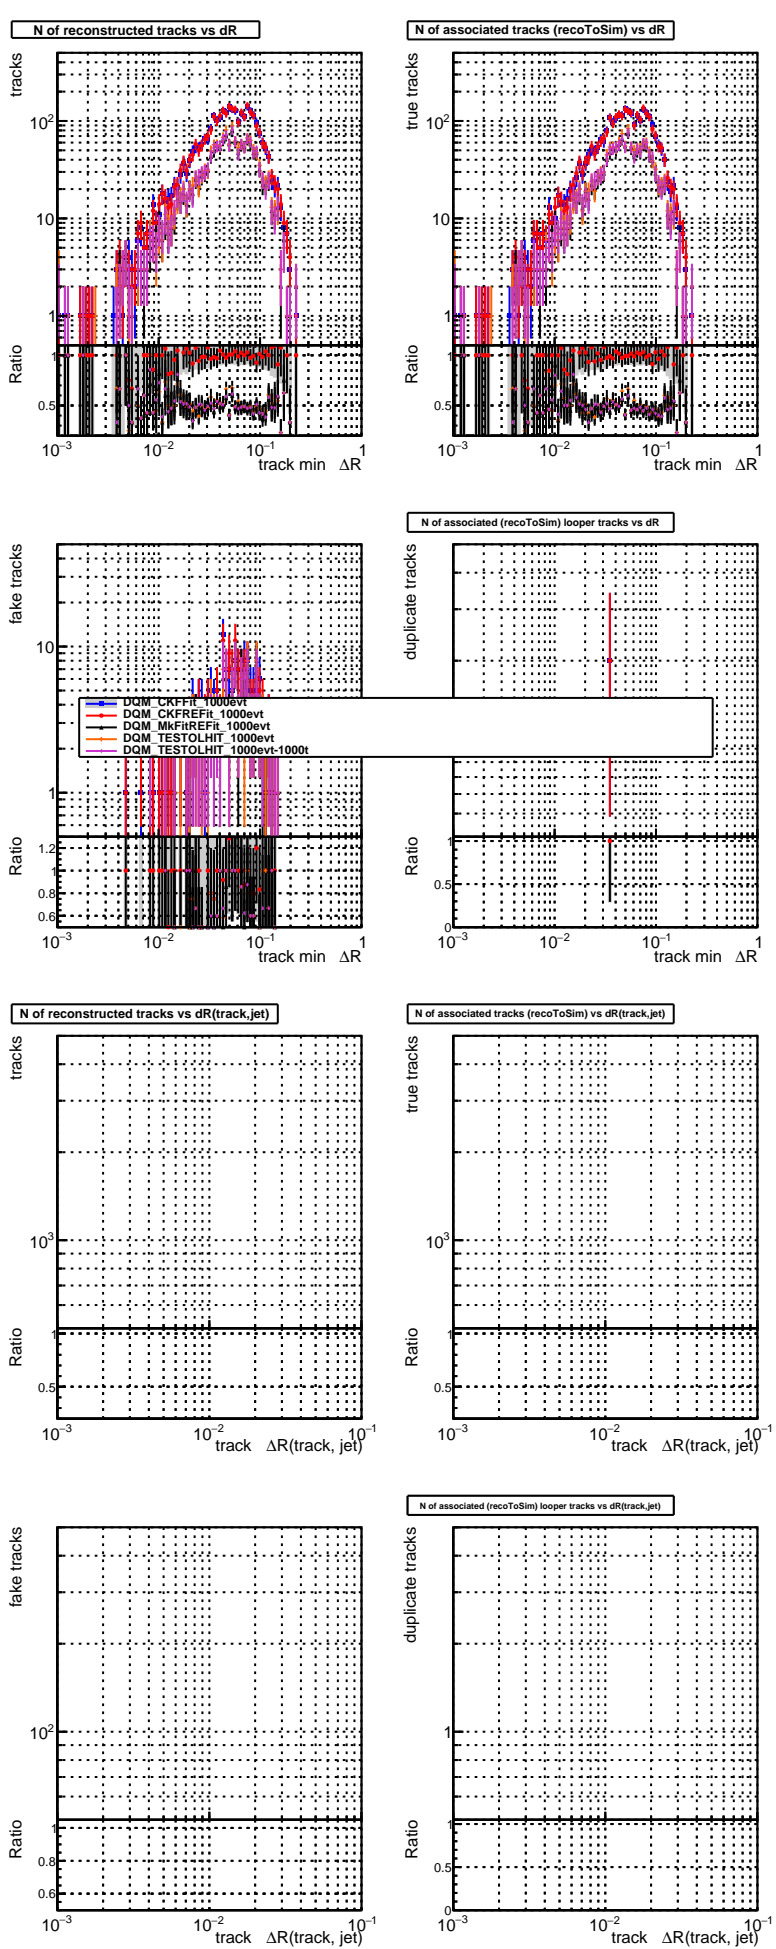 N of reconstructed tracks vs dR
tracks
10²
10
1
Ratio
1
0.5
10⁻³ 10⁻² 10⁻¹ 1
track min ΔR
N of associated tracks (recoToSim) vs dR
true tracks
10²
10
1
Ratio
1
0.5
10⁻³ 10⁻² 10⁻¹ 1
track min ΔR
fake tracks
10
1
Ratio
1.2
1
0.8
0.6
10⁻³ 10⁻² 10⁻¹ 1
track min ΔR
N of associated (recoToSim) looper tracks vs dR
duplicate tracks
Ratio
1
0.5
0
10⁻³ 10⁻² 10⁻¹ 1
track min ΔR
DQM_CKFFit_1000evt
DQM_CKFREFit_1000evt
DQM_MkFitREFit_1000evt
DQM_TESTOLHIT_1000evt
DQM_TESTOLHIT_1000evt-1000t
N of reconstructed tracks vs dR(track,jet)
tracks
10³
Ratio
1
0.5
10⁻³ 10⁻² 10⁻¹
track ΔR(track, jet)
N of associated tracks (recoToSim) vs dR(track,jet)
true tracks
10³
Ratio
1
0.5
10⁻³ 10⁻² 10⁻¹
track ΔR(track, jet)
fake tracks
10²
Ratio
1
0.8
0.6
10⁻³ 10⁻² 10⁻¹
track ΔR(track, jet)
N of associated (recoToSim) looper tracks vs dR(track,jet)
duplicate tracks
1
Ratio
1
0.5
0
10⁻³ 10⁻² 10⁻¹
track ΔR(track, jet)